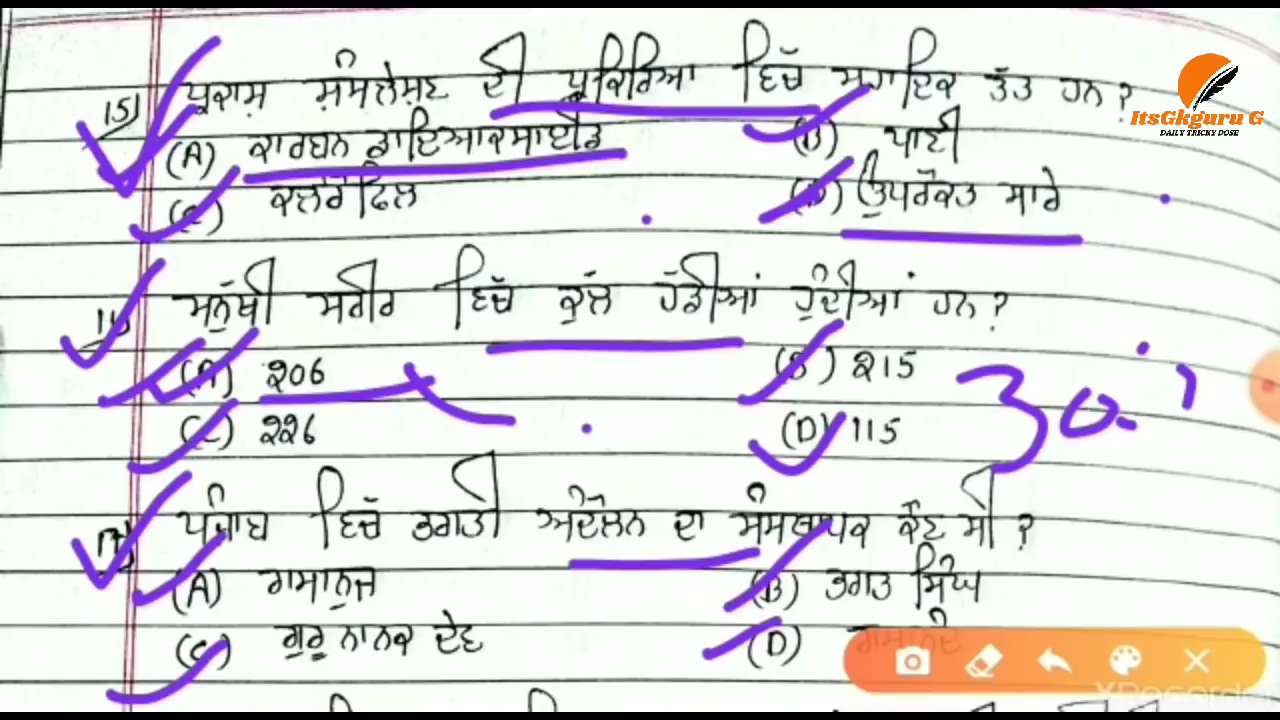 ItsGkguru G
DAILY TRICKY DOSE
15) ਪ੍ਰਕਾਸ਼ ਸ਼ੰਸਲੇਸ਼ਣ ਦੀ ਪ੍ਰਕਿਰਿਆ ਵਿੱਚ ਸਹਾਇਕ ਤੱਤ ਹਨ?
(A) ਕਾਰਬਨ ਡਾਇਆਕਸਾਈਡ (B) ਪਾਣੀ
(C) ਕਲੋਰੋਫਿਲ (D) ਉਪਰੋਕਤ ਸਾਰੇ
16) ਮਨੁੱਖੀ ਸਰੀਰ ਵਿੱਚ ਕੁੱਲ ਹੱਡੀਆਂ ਹੁੰਦੀਆਂ ਹਨ?
(A) 206 (B) 215
(C) 226 (D) 115
30
17) ਪੰਜਾਬ ਵਿੱਚ ਭਗਤੀ ਅੰਦੋਲਨ ਦਾ ਸੰਸਥਾਪਕ ਕੌਣ ਸੀ?
(A) ਰਾਮਾਨੁਜ (B) ਭਗਤ ਸਿੰਘ
(C) ਗੁਰੂ ਨਾਨਕ ਦੇਵ (D)